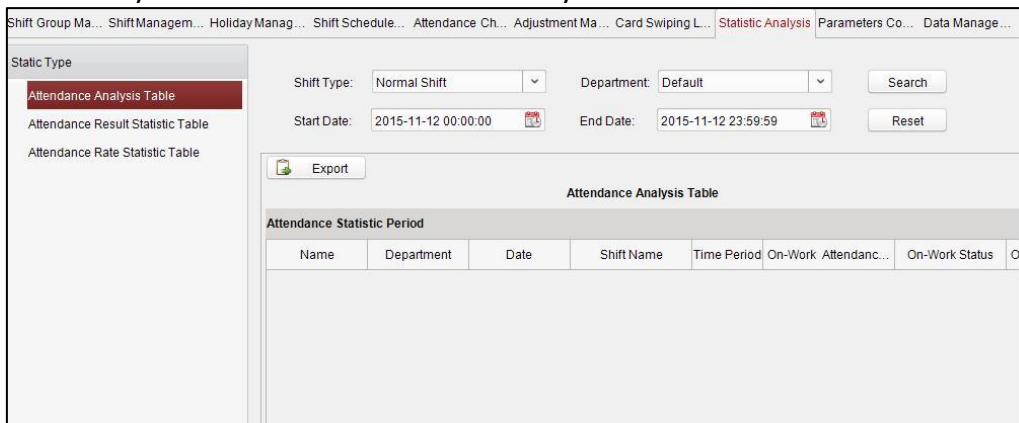 Shift Group Ma... Shift Managem... Holiday Manag... Shift Schedule... Attendance Ch... Adjustment Ma... Card Swiping L... Statistic Analysis Parameters Co... Data Manage...
Static Type
Attendance Analysis Table
Attendance Result Statistic Table
Attendance Rate Statistic Table
Shift Type: Normal Shift Department: Default Search
Start Date: 2015-11-12 00:00:00 End Date: 2015-11-12 23:59:59 Reset
Export
Attendance Analysis Table
Attendance Statistic Period
Name Department Date Shift Name Time Period On-Work Attendanc... On-Work Status